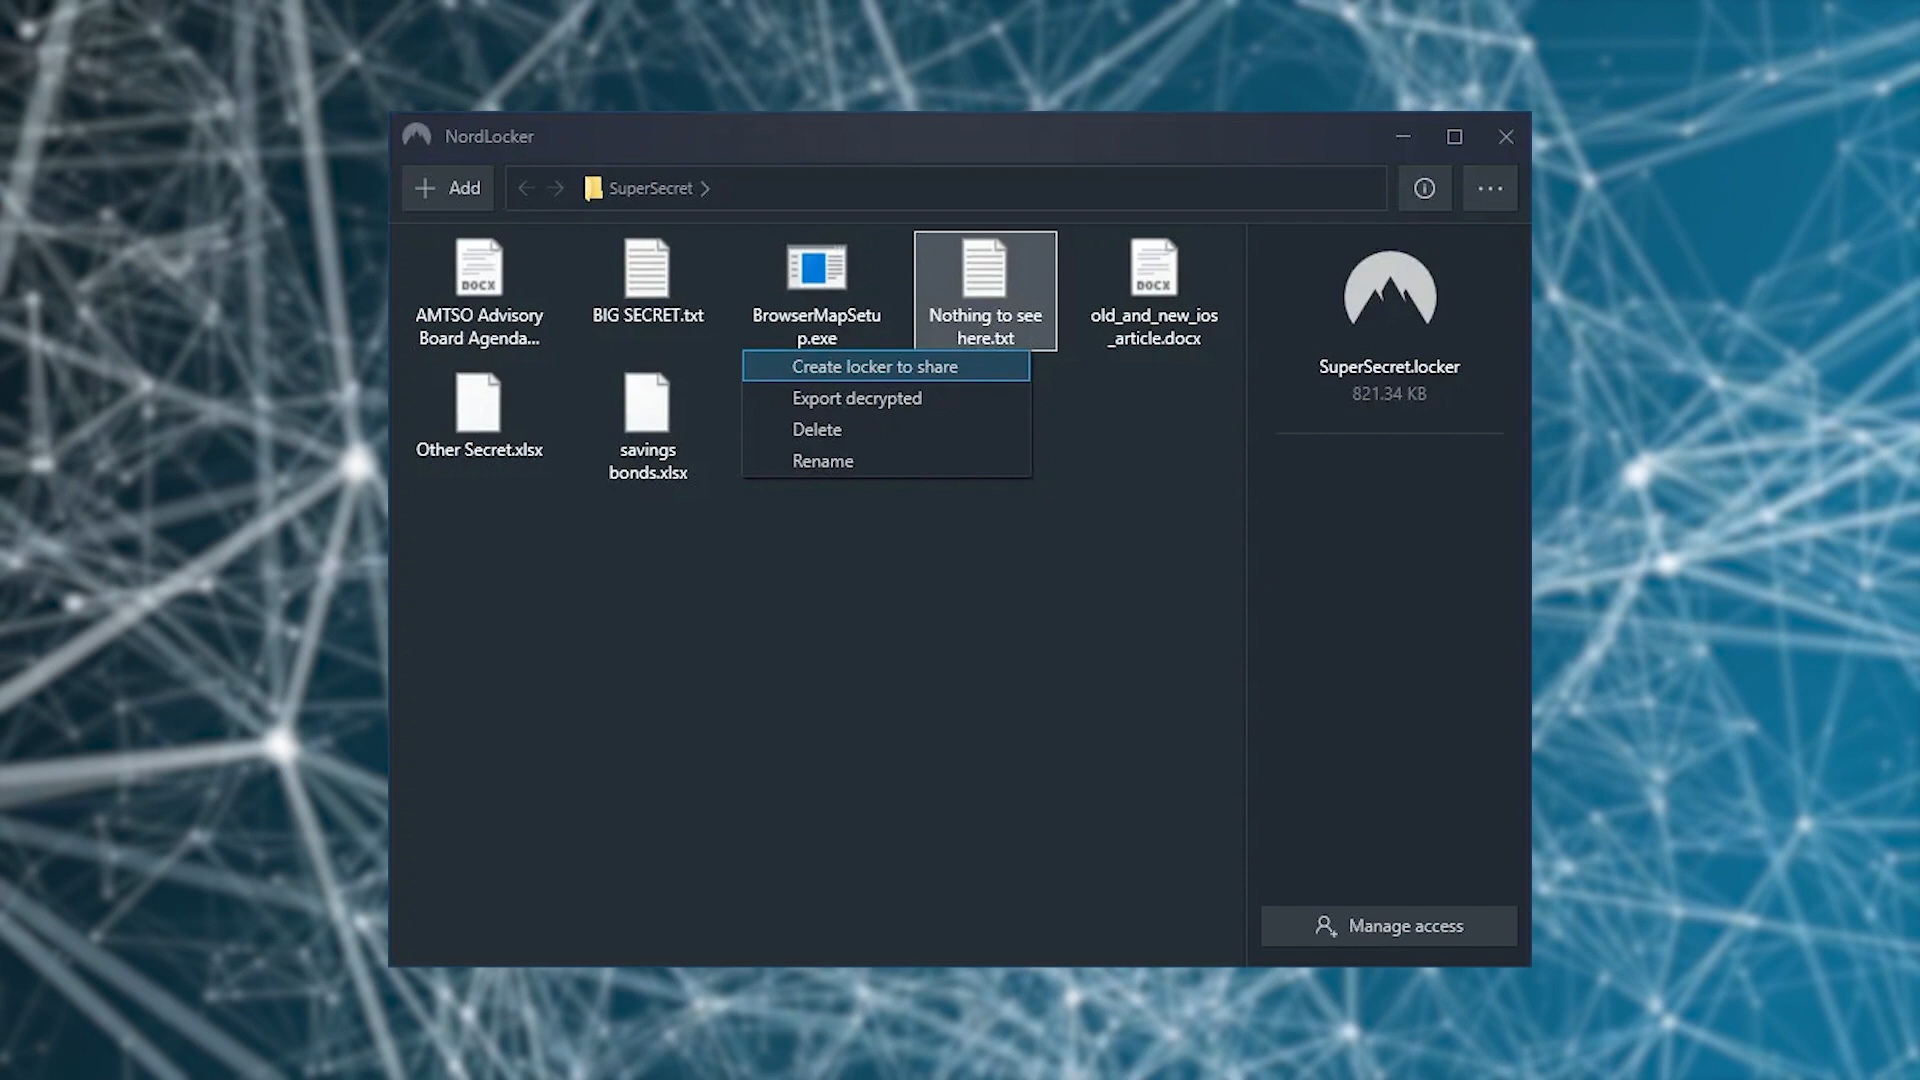 NordLocker
Add
SuperSecret
DOCX
AMTSO Advisory
Board Agenda...
BIG SECRET.txt
BrowserMapSetu
p.exe
Nothing to see
here.txt
DOCX
old_and_new_ios
_article.docx
Create locker to share
Export decrypted
Delete
Rename
Other Secret.xlsx
savings
bonds.xlsx
SuperSecret.locker
821.34 KB
Manage access